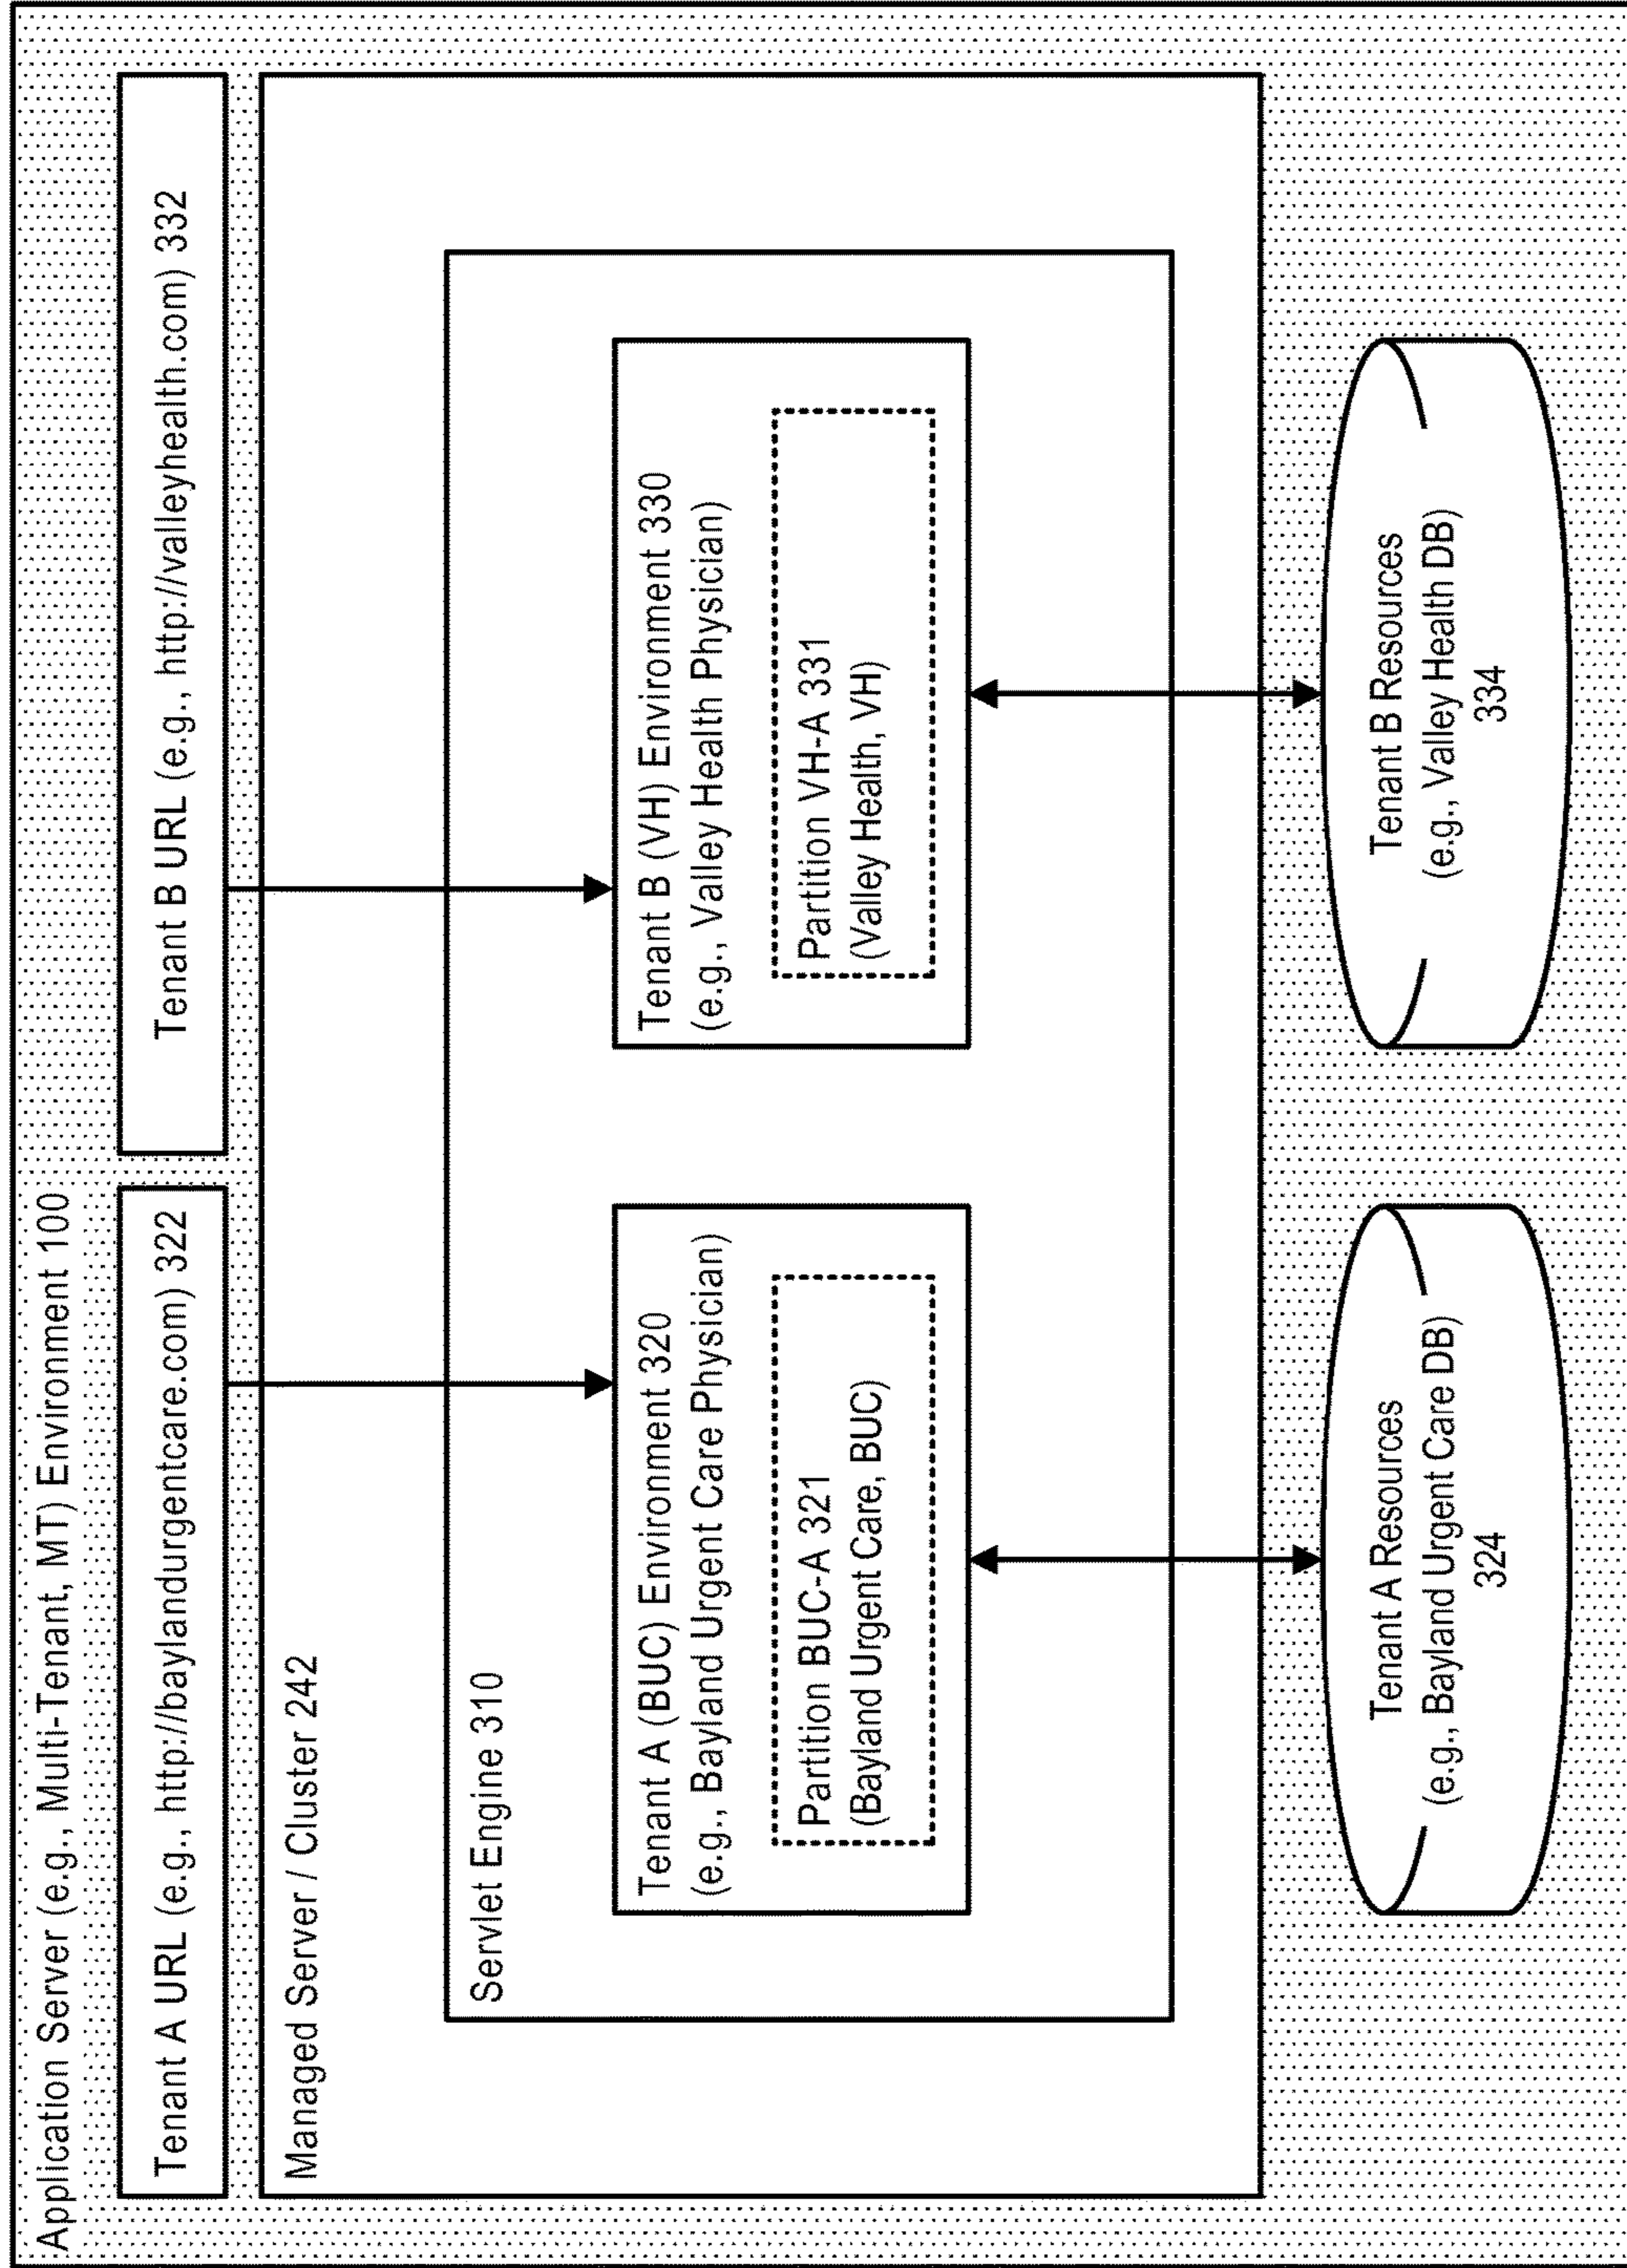 Application Server (e.g., Multi-Tenant, MT) Environment 100
Tenant A URL (e.g., http://baylandurgentcare.com) 322
Tenant B URL (e.g., http://valleyhealth.com) 332
Managed Server / Cluster 242
Servlet Engine 310
Tenant A (BUC) Environment 320
(e.g., Bayland Urgent Care Physician)
Partition BUC-A 321
(Bayland Urgent Care, BUC)
Tenant B (VH) Environment 330
(e.g., Valley Health Physician)
Partition VH-A 331
(Valley Health, VH)
Tenant A Resources
(e.g., Bayland Urgent Care DB)
324
Tenant B Resources
(e.g., Valley Health DB)
334